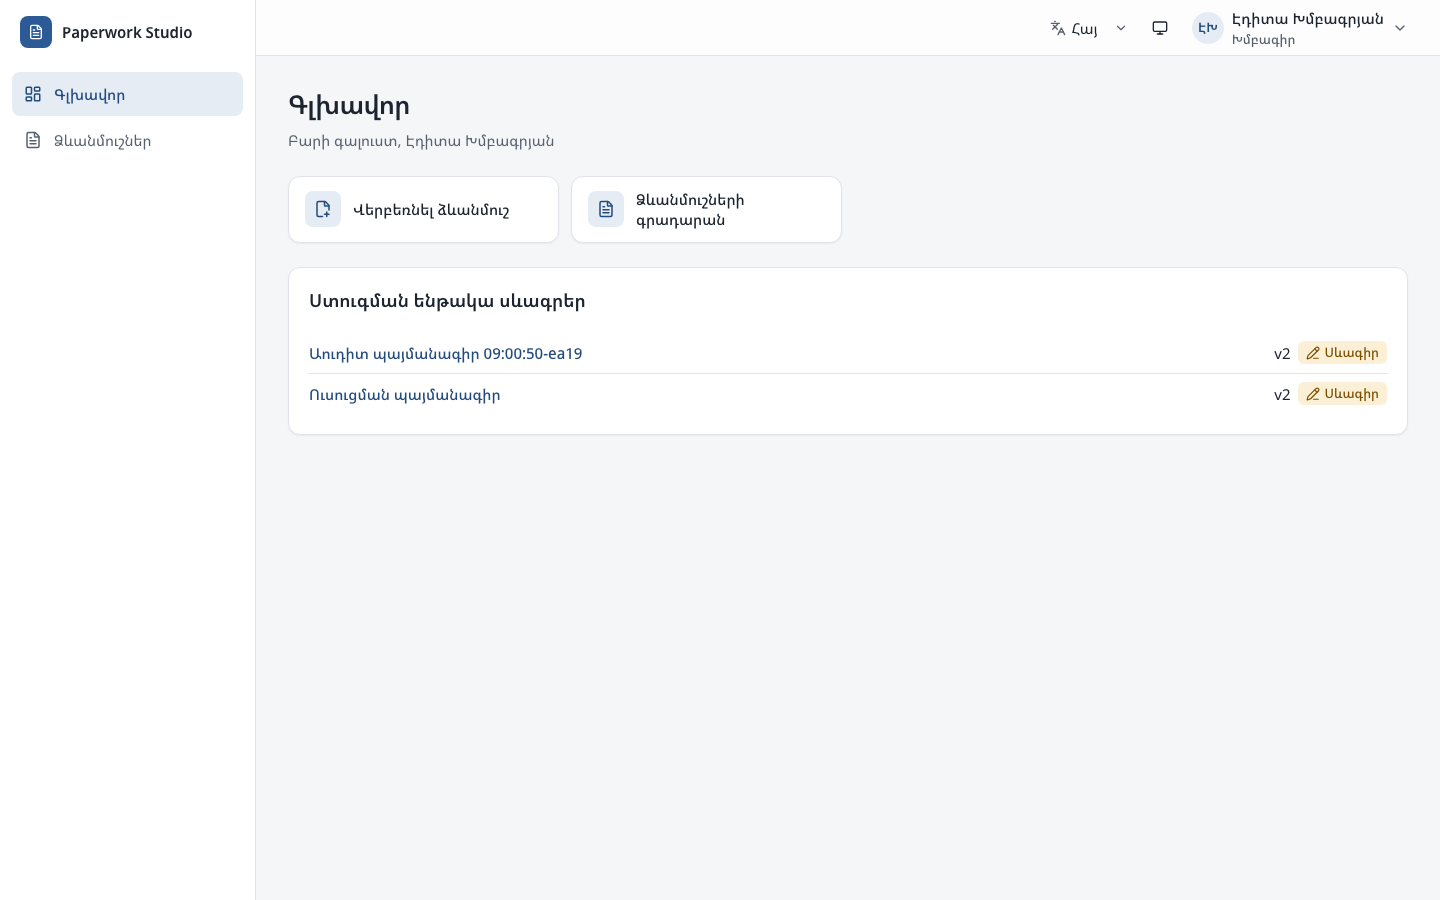 Paperwork Studio
Գլխավոր
Ձևանմուշներ
Հայ
ԷԽ
Էդիտա Խմբագրյան
Խմբագիր
Գլխավոր
Բարի գալուստ, Էդիտա Խմբագրյան
Վերբեռնել ձևանմուշ
Ձևանմուշների
գրադարան
Ստուգման ենթակա սևագրեր
Աուդիտ պայմանագիր 09:00:50-ea19 v2 Սևագիր
Ուսուցման պայմանագիր v2 Սևագիր